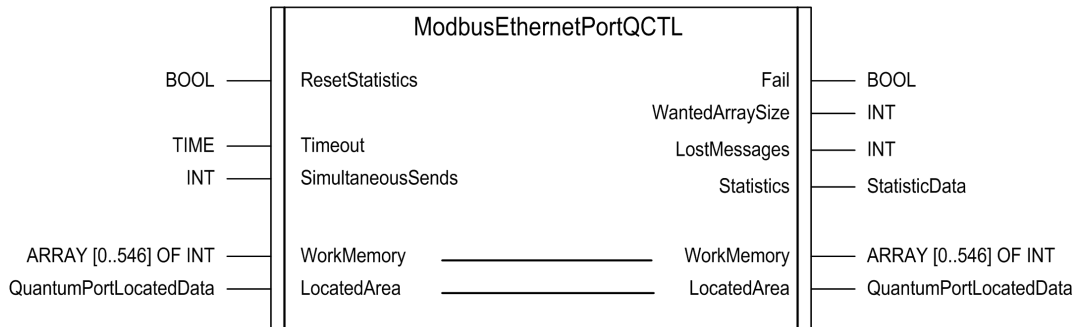 ModbusEthernetPortQCTL
BOOL ResetStatistics Fail BOOL
WantedArraySize INT
TIME Timeout LostMessages INT
INT SimultaneousSends Statistics StatisticData
ARRAY [0..546] OF INT WorkMemory WorkMemory ARRAY [0..546] OF INT
QuantumPortLocatedData LocatedArea LocatedArea QuantumPortLocatedData